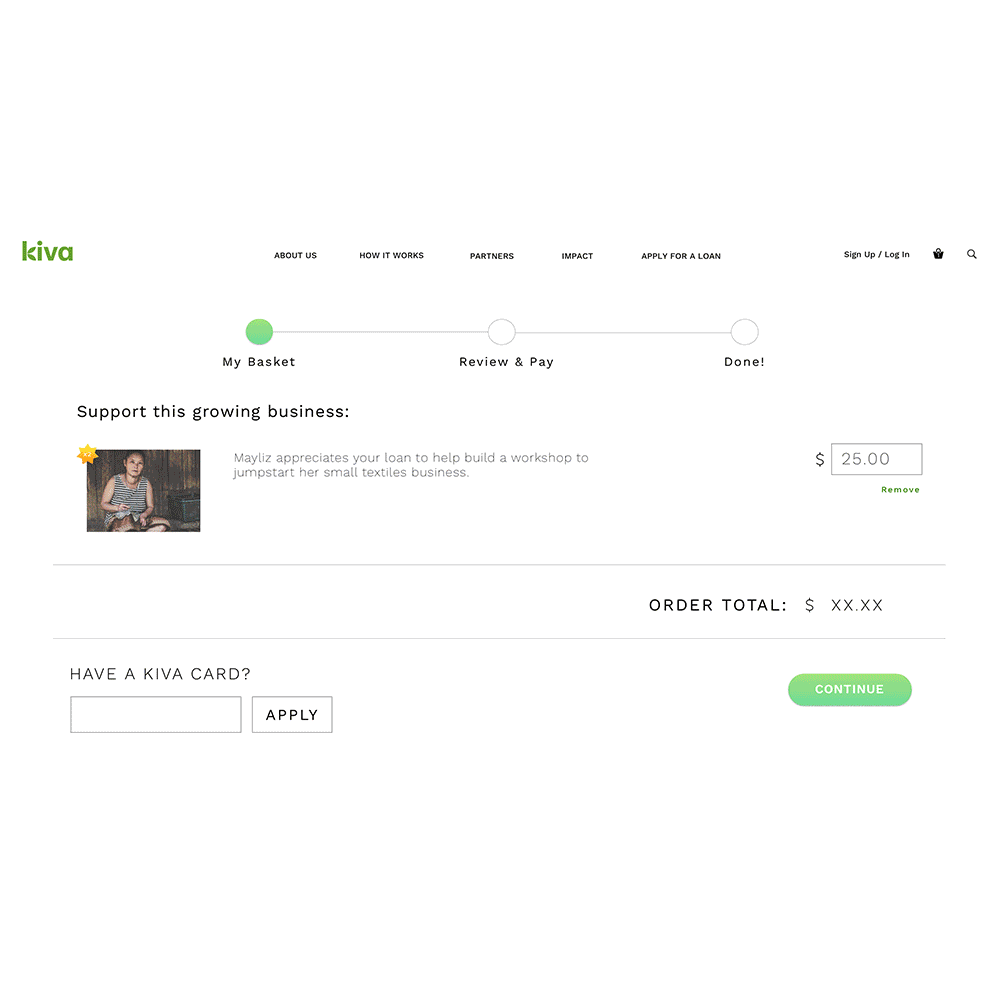 kiva
ABOUT US
HOW IT WORKS
PARTNERS
IMPACT
APPLY FOR A LOAN
Sign Up / Log In
My Basket
Review & Pay
Done!
Support this growing business:
Mayliz appreciates your loan to help build a workshop to
jumpstart her small textiles business.
$ 25.00
Remove
ORDER TOTAL: $ XX.XX
HAVE A KIVA CARD?
APPLY
CONTINUE